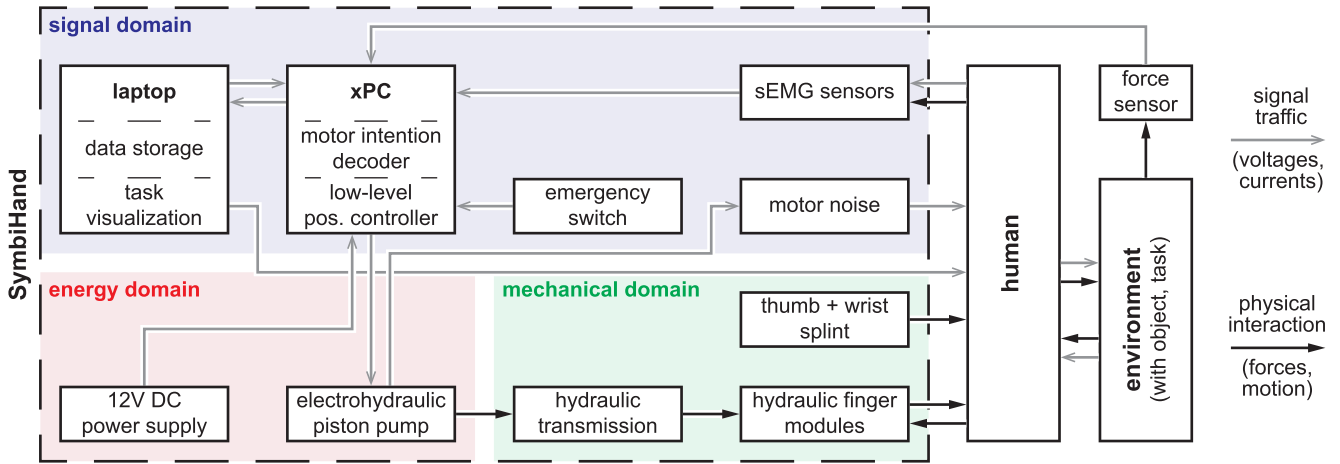 SymbiHand
signal domain
laptop
data storage
task
visualization
xPC
motor intention
decoder
low-level
pos. controller
sEMG sensors
emergency
switch
motor noise
energy domain
12V DC
power supply
electrohydraulic
piston pump
mechanical domain
thumb + wrist
splint
hydraulic
transmission
hydraulic finger
modules
human
force
sensor
environment
(with object, task)
signal
traffic
(voltages,
currents)
physical
interaction
(forces,
motion)